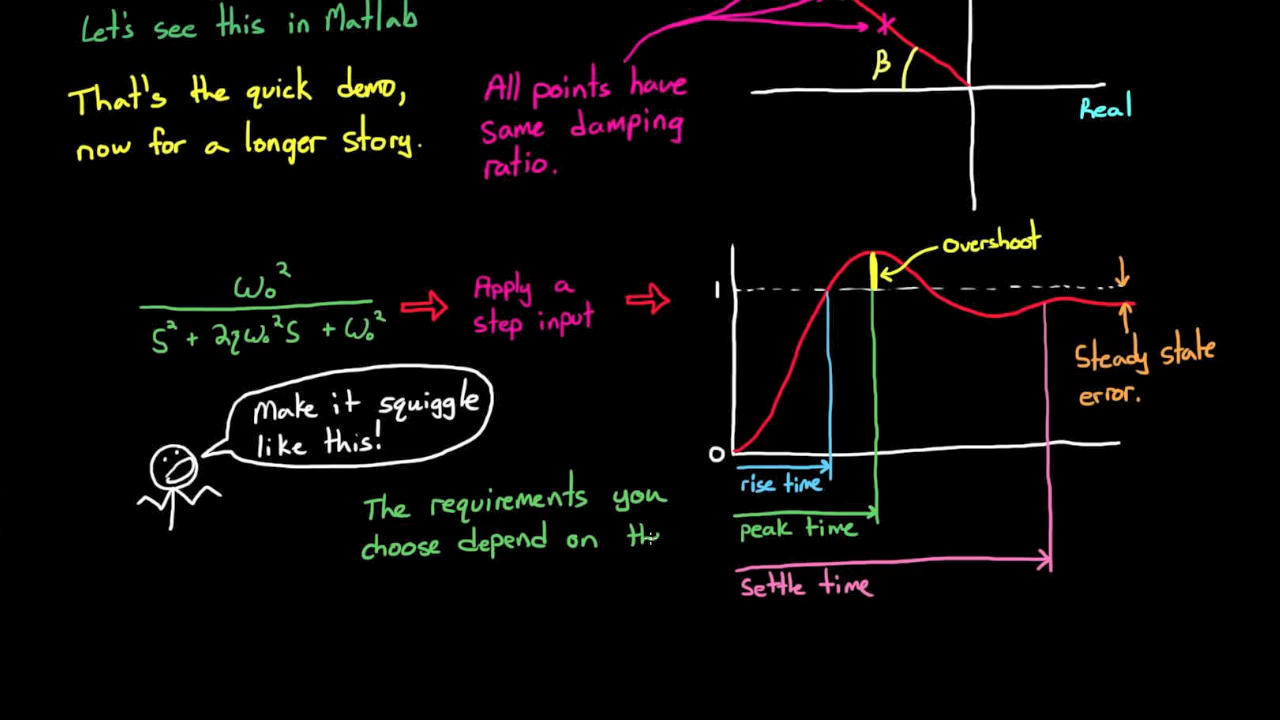 Let's see this in Matlab
That's the quick demo,
now for a longer story.
All points have
same damping
ratio.
β
Real
ω₀²
S² + 2ζω₀²S + ω₀²
Apply a
step input
Make it squiggle
like this!
The requirements you
choose depend on th
1
0
Overshoot
Steady state
error.
rise time
peak time
Settle time